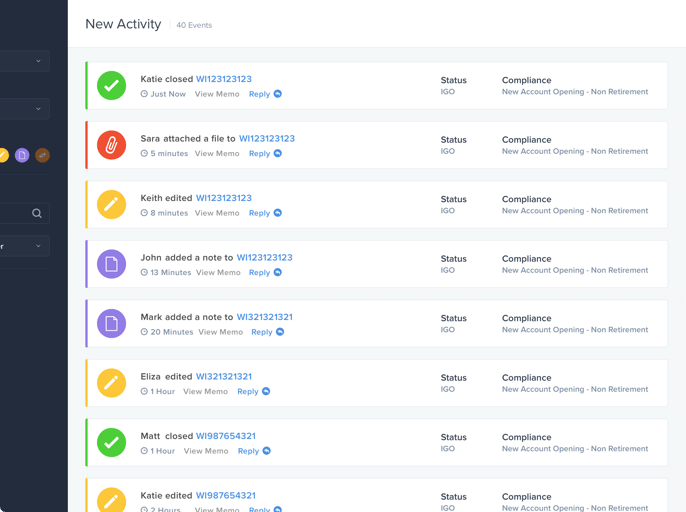 New Activity
40 Events
Katie closed WI123123123
Just Now View Memo Reply
Status
IGO
Compliance
New Account Opening - Non Retirement
Sara attached a file to WI123123123
5 minutes View Memo Reply
Status
IGO
Compliance
New Account Opening - Non Retirement
Keith edited WI123123123
8 minutes View Memo Reply
Status
IGO
Compliance
New Account Opening - Non Retirement
John added a note to WI123123123
13 Minutes View Memo Reply
Status
IGO
Compliance
New Account Opening - Non Retirement
Mark added a note to WI321321321
20 Minutes View Memo Reply
Status
IGO
Compliance
New Account Opening - Non Retirement
Eliza edited WI321321321
1 Hour View Memo Reply
Status
IGO
Compliance
New Account Opening - Non Retirement
Matt closed WI987654321
1 Hour View Memo Reply
Status
IGO
Compliance
New Account Opening - Non Retirement
Katie edited WI987654321
2 Hours View Memo Reply
Status
IGO
Compliance
New Account Opening - Non Retirement